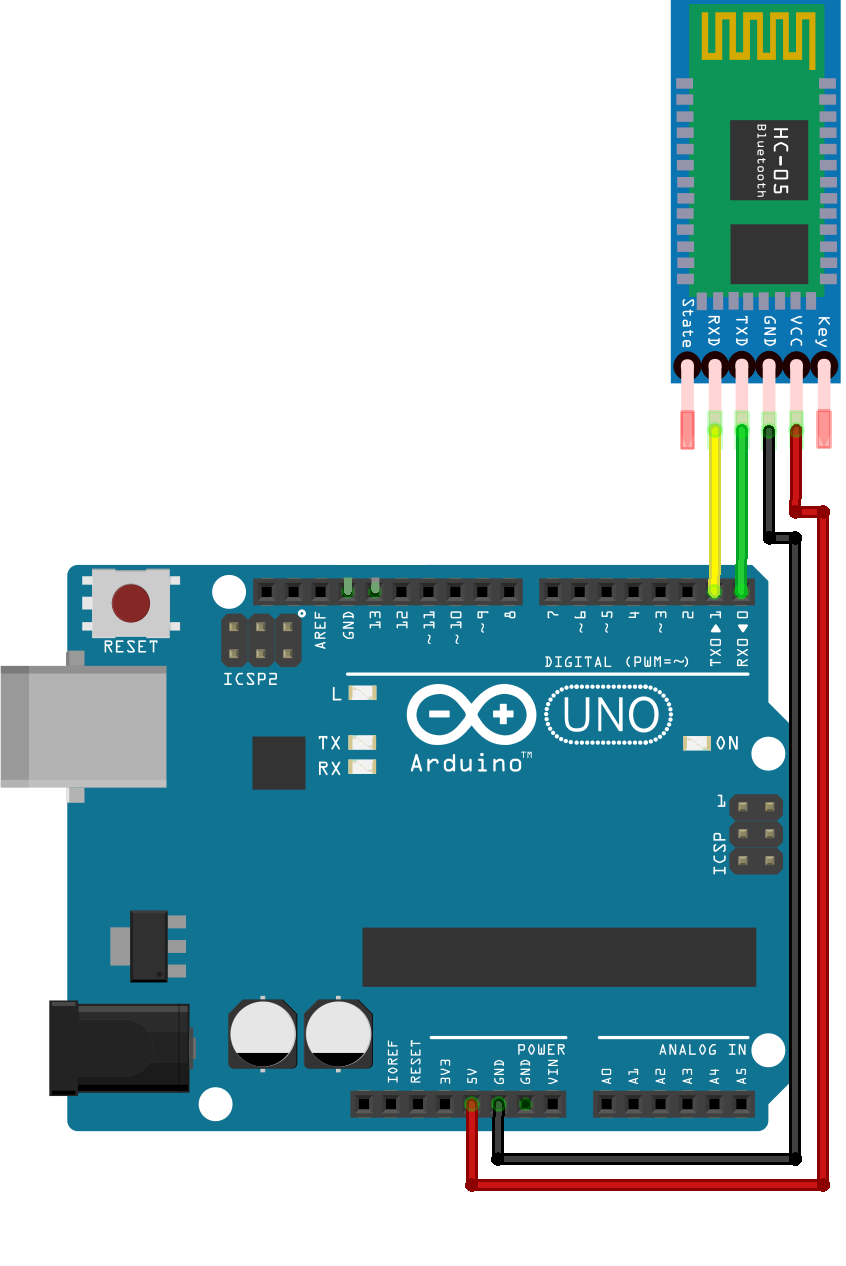 HC-05
Bluetooth
State
RXD
TXD
GND
VCC
Key
RESET
ICSP2
AREF
GND
13
12
~11
~10
~9
8
7
~6
~5
4
~3
2
TXO▶1
RXO◀0
DIGITAL (PWM=~)
L
TX
RX
Arduino™
UNO
ON
1
ICSP
IOREF
RESET
3V3
5V
GND
GND
VIN
POWER
ANALOG IN
A0
A1
A2
A3
A4
A5